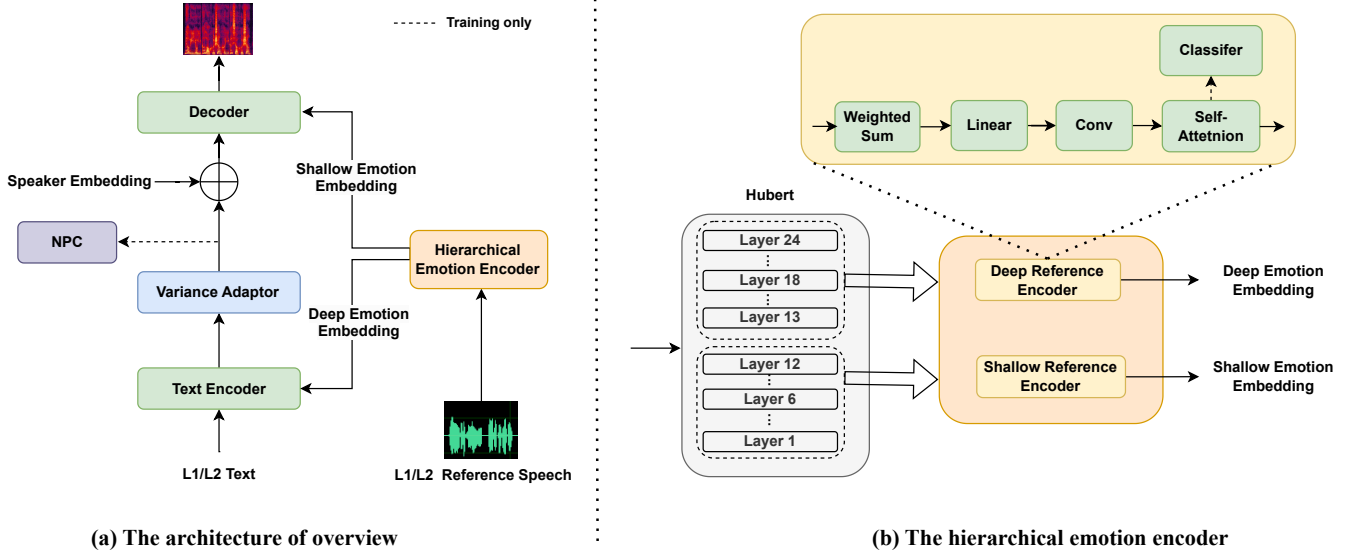 Training only
Decoder
Speaker Embedding
Shallow Emotion
Embedding
NPC
Hierarchical
Emotion Encoder
Variance Adaptor
Deep Emotion
Embedding
Text Encoder
L1/L2 Text
L1/L2 Reference Speech
(a) The architecture of overview
Classifer
Weighted
Sum
Linear
Conv
Self-
Attetnion
Hubert
Layer 24
Layer 18
Layer 13
Layer 12
Layer 6
Layer 1
Deep Reference
Encoder
Deep Emotion
Embedding
Shallow Reference
Encoder
Shallow Emotion
Embedding
(b) The hierarchical emotion encoder